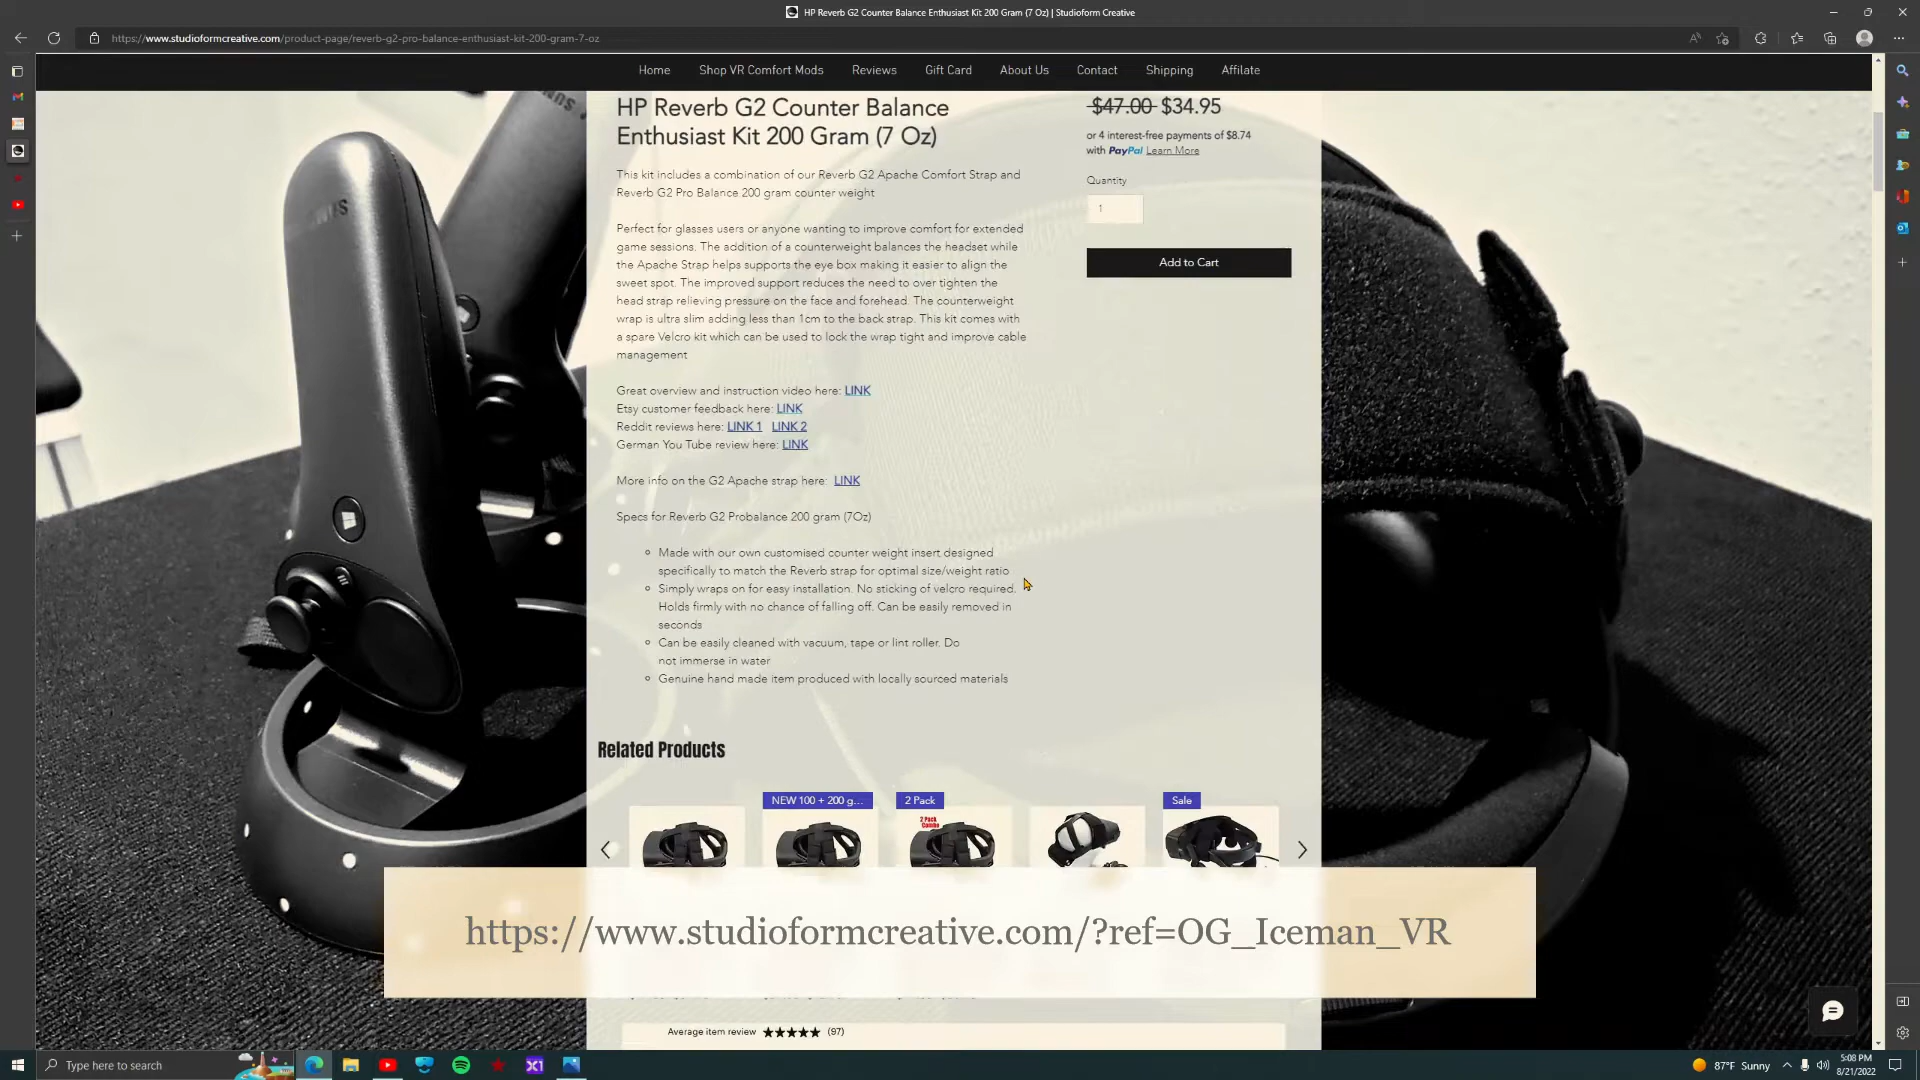 HP Reverb G2 Counter Balance Enthusiast Kit 200 Gram (7 Oz) | Studioform Creative
https://www.studioformcreative.com/product-page/reverb-g2-pro-balance-enthusiast-kit-200-gram-7-oz
Home Shop VR Comfort Mods Reviews Gift Card About Us Contact Shipping Affilate
HP Reverb G2 Counter Balance
Enthusiast Kit 200 Gram (7 Oz)
$47.00 $34.95
or 4 interest-free payments of $8.74
with PayPal Learn More
Quantity
1
Add to Cart
This kit includes a combination of our Reverb G2 Apache Comfort Strap and
Reverb G2 Pro Balance 200 gram counter weight
Perfect for glasses users or anyone wanting to improve comfort for extended
game sessions. The addition of a counterweight balances the headset while
the Apache Strap helps supports the eye box making it easier to align the
sweet spot. The improved support reduces the need to over tighten the
head strap relieving pressure on the face and forehead. The counterweight
wrap is ultra slim adding less than 1cm to the back strap. This kit comes with
a spare Velcro kit which can be used to lock the wrap tight and improve cable
management
Great overview and instruction video here: LINK
Etsy customer feedback here: LINK
Reddit reviews here: LINK 1 LINK 2
German You Tube review here: LINK
More info on the G2 Apache strap here: LINK
Specs for Reverb G2 Probalance 200 gram (7Oz)
Made with our own customised counter weight insert designed
specifically to match the Reverb strap for optimal size/weight ratio
Simply wraps on for easy installation. No sticking of velcro required.
Holds firmly with no chance of falling off. Can be easily removed in
seconds
Can be easily cleaned with vacuum, tape or lint roller. Do
not immerse in water
Genuine hand made item produced with locally sourced materials
Related Products
NEW 100 + 200 g... 2 Pack Sale
2 Pack
Combo
https://www.studioformcreative.com/?ref=OG_Iceman_VR
Average item review ★★★★★ (97)
Type here to search
87°F Sunny
5:08 PM
8/21/2022